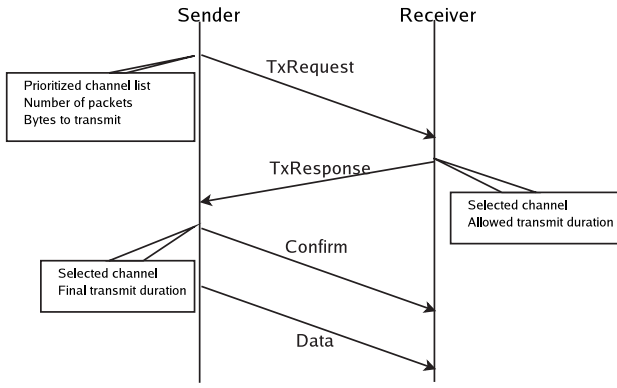 Sender
Receiver
TxRequest
Prioritized channel list
Number of packets
Bytes to transmit
TxResponse
Selected channel
Allowed transmit duration
Confirm
Selected channel
Final transmit duration
Data